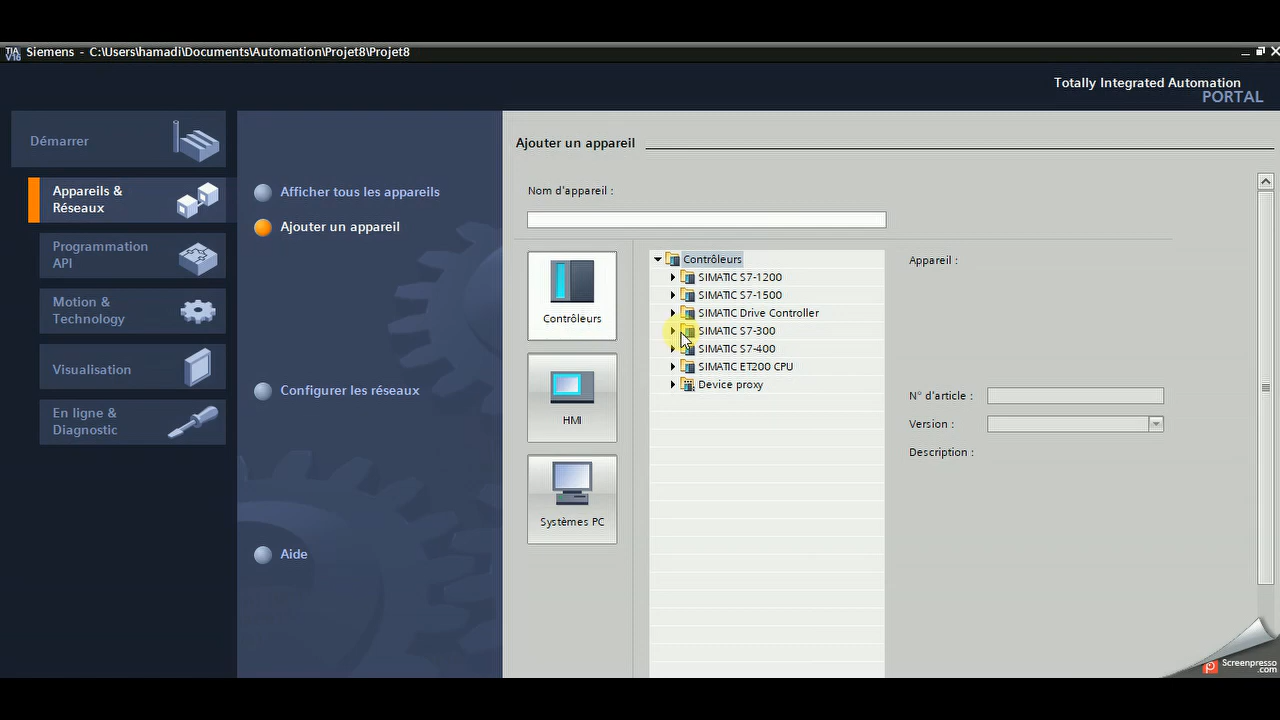 TIA V16
Siemens - C:\Users\hamadi\Documents\Automation\Projet8\Projet8
Totally Integrated Automation
PORTAL
Démarrer
Appareils &
Réseaux
Programmation
API
Motion &
Technology
Visualisation
En ligne &
Diagnostic
Afficher tous les appareils
Ajouter un appareil
Configurer les réseaux
Aide
Ajouter un appareil
Nom d'appareil :
Contrôleurs
HMI
Systèmes PC
Contrôleurs
SIMATIC S7-1200
SIMATIC S7-1500
SIMATIC Drive Controller
SIMATIC S7-300
SIMATIC S7-400
SIMATIC ET200 CPU
Device proxy
Appareil :
N° d'article :
Version :
Description :
Screenpresso
.com